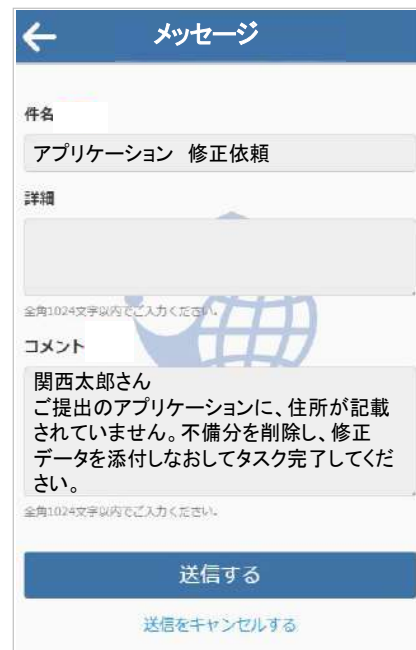 メッセージ
件名
アプリケーション 修正依頼
詳細
全角1024文字以内でご入力ください。
コメント
関西太郎さん
ご提出のアプリケーションに、住所が記載
されていません。不備分を削除し、修正
データを添付しなおしてタスク完了してくだ
さい。
全角1024文字以内でご入力ください。
送信する
送信をキャンセルする